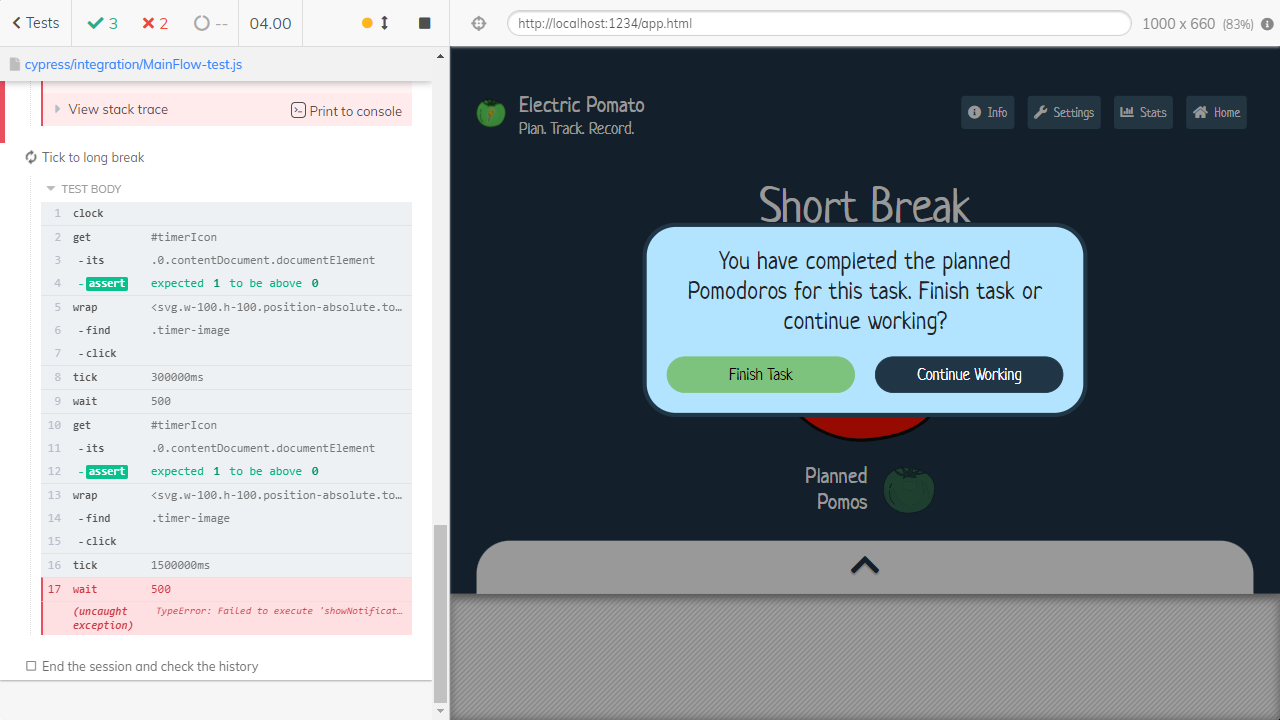 Tests
3
2
--
04.00
http://localhost:1234/app.html
1000 x 660 (83%)
cypress/integration/MainFlow-test.js
View stack trace
Print to console
Tick to long break
TEST BODY
1 clock
2 get #timerIcon
3 - its .0.contentDocument.documentElement
4 - assert expected 1 to be above 0
5 wrap <svg.w-100.h-100.position-absolute.to…
6 - find .timer-image
7 - click
8 tick 300000ms
9 wait 500
10 get #timerIcon
11 - its .0.contentDocument.documentElement
12 - assert expected 1 to be above 0
13 wrap <svg.w-100.h-100.position-absolute.to…
14 - find .timer-image
15 - click
16 tick 1500000ms
17 wait 500
(uncaught TypeError: Failed to execute 'showNotificat…
exception)
End the session and check the history
Electric Pomato
Plan. Track. Record.
Info
Settings
Stats
Home
Short Break
You have completed the planned
Pomodoros for this task. Finish task or
continue working?
Finish Task
Continue Working
Planned
Pomos